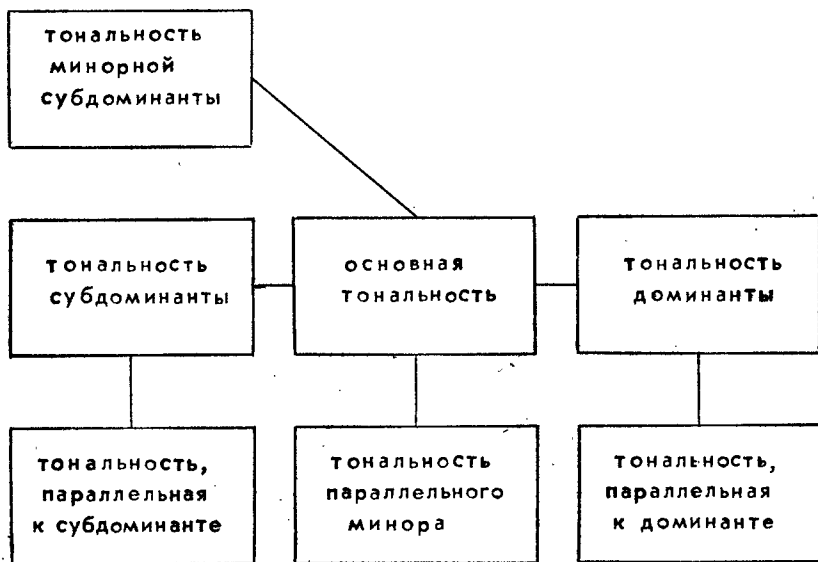 тональность
минорной
субдоминанты
тональность
субдоминанты
основная
тональность
тональность
доминанты
тональность,
параллельная
к субдоминанте
тональность
параллельного
минора
тональность,
параллельная
к доминанте